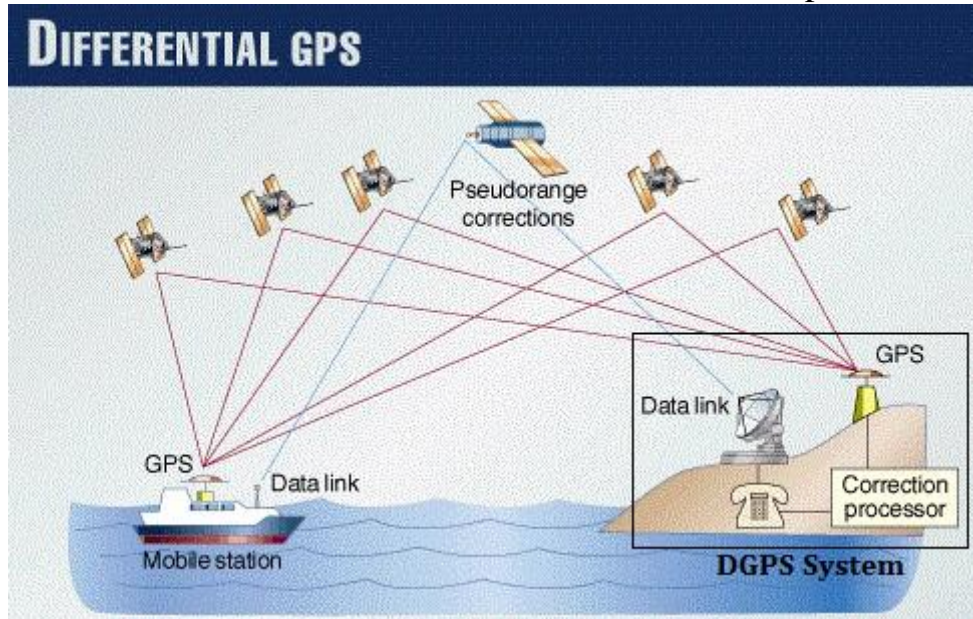 DIFFERENTIAL GPS
Pseudorange
corrections
GPS
Data link
GPS
Data link
Correction
processor
Mobile station
DGPS System